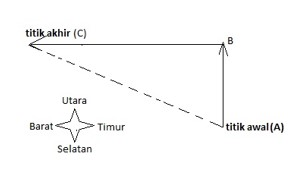 titik akhir (C)
B
Utara
Barat
Timur
titik awal(A)
Selatan